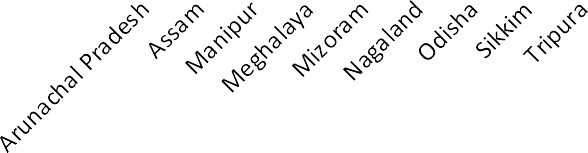 Arunachal Pradesh
Assam
Manipur
Meghalaya
Mizoram
Nagaland
Odisha
Sikkim
Tripura